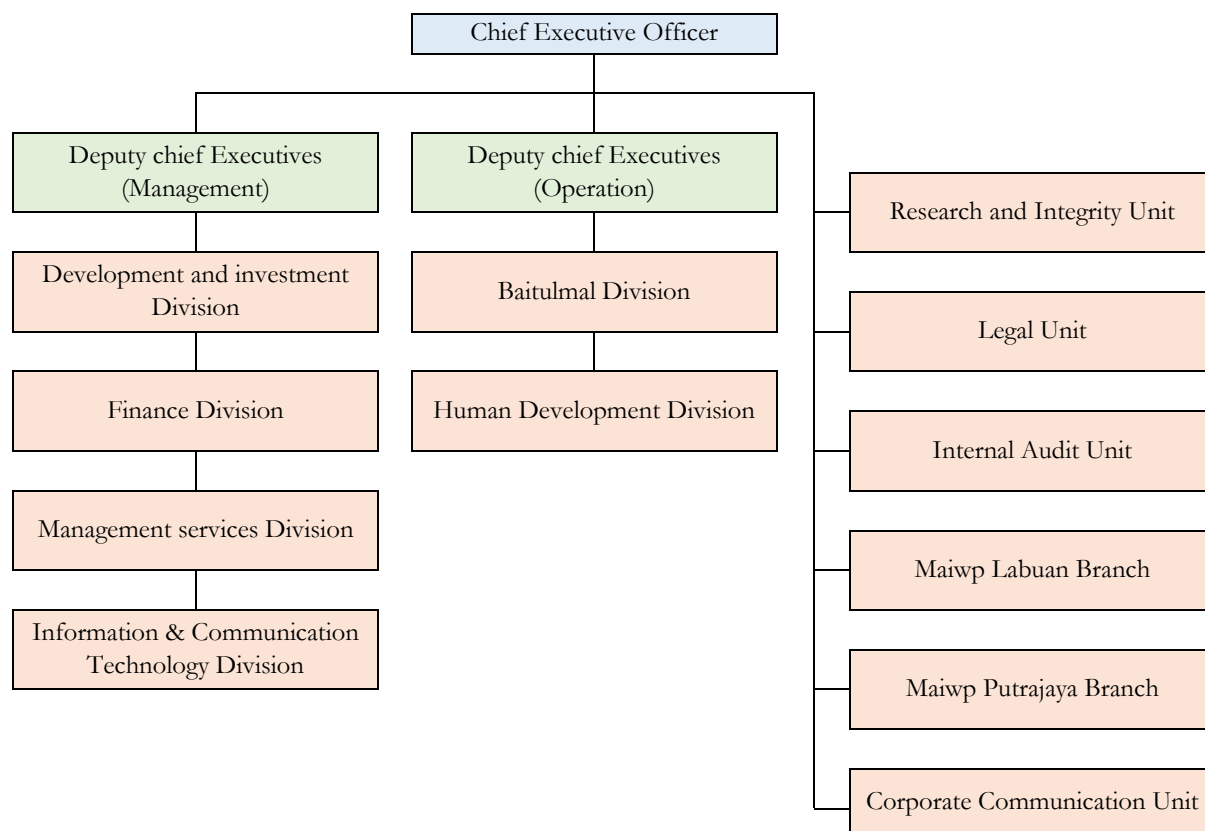 Chief Executive Officer
Deputy chief Executives
(Management)
Development and investment
Division
Finance Division
Management services Division
Information & Communication
Technology Division
Deputy chief Executives
(Operation)
Baitulmal Division
Human Development Division
Research and Integrity Unit
Legal Unit
Internal Audit Unit
Maiwp Labuan Branch
Maiwp Putrajaya Branch
Corporate Communication Unit